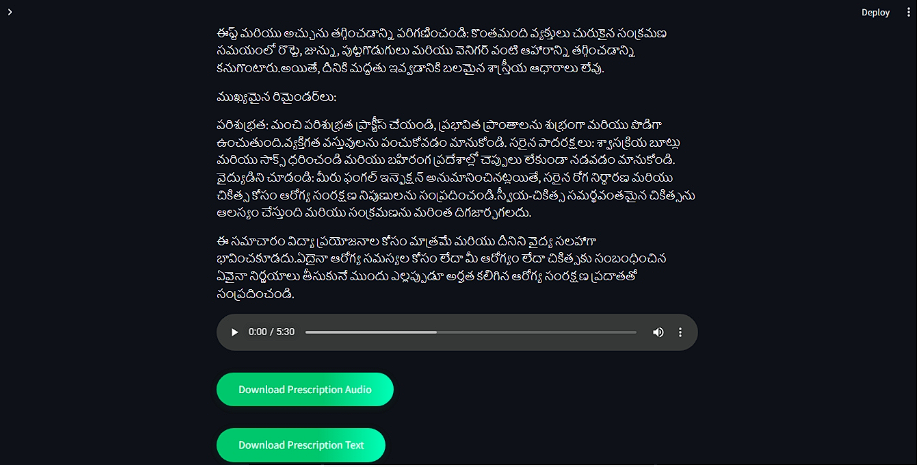 Deploy
ఈస్ట్ మరియు అచ్చును తగ్గించడాన్ని పరిగణించండి: కొంతమంది వ్యక్తులు చురుకైన సంక్రమణ
సమయంలో రొట్టె, జున్ను, పుట్టగొడుగులు మరియు వెనిగర్ వంటి ఆహారాన్ని తగ్గించడాన్ని
కనుగొంటారు.అయితే, దీనికి మద్దతు ఇవ్వడానికి బలమైన శాస్త్రీయ ఆధారాలు లేవు.
ముఖ్యమైన రిమైండర్‌లు:
పరిశుభ్రత: మంచి పరిశుభ్రత ప్రాక్టీస్ చేయండి, ప్రభావిత ప్రాంతాలను శుభ్రంగా మరియు పొడిగా
ఉంచుతుంది.వ్యక్తిగత వస్తువులను పంచుకోవడం మానుకోండి. సరైన పాదరక్షలు: శ్వాసక్రియ బూట్లు
మరియు సాక్స్ ధరించండి మరియు బహిరంగ ప్రదేశాల్లో చెప్పులు లేకుండా నడవడం మానుకోండి.
వైద్యుడిని చూడండి: మీరు ఫంగల్ ఇన్ఫెక్షన్ అనుమానించినట్లయితే, సరైన రోగ నిర్ధారణ మరియు
చికిత్స కోసం ఆరోగ్య సంరక్షణ నిపుణులను సంప్రదించండి.స్వీయ-చికిత్స సమర్థవంతమైన చికిత్సను
ఆలస్యం చేస్తుంది మరియు సంక్రమణను మరింత దిగజార్చగలదు.
ఈ సమాచారం విద్యా ప్రయోజనాల కోసం మాత్రమే మరియు దీనిని వైద్య సలహాగా
భావించకూడదు.ఏదైనా ఆరోగ్య సమస్యల కోసం లేదా మీ ఆరోగ్యం లేదా చికిత్సకు సంబంధించిన
ఏవైనా నిర్ణయాలు తీసుకునే ముందు ఎల్లప్పుడూ అర్హత కలిగిన ఆరోగ్య సంరక్షణ ప్రదాతతో
సంప్రదించండి.
0:00 / 5:30
Download Prescription Audio
Download Prescription Text